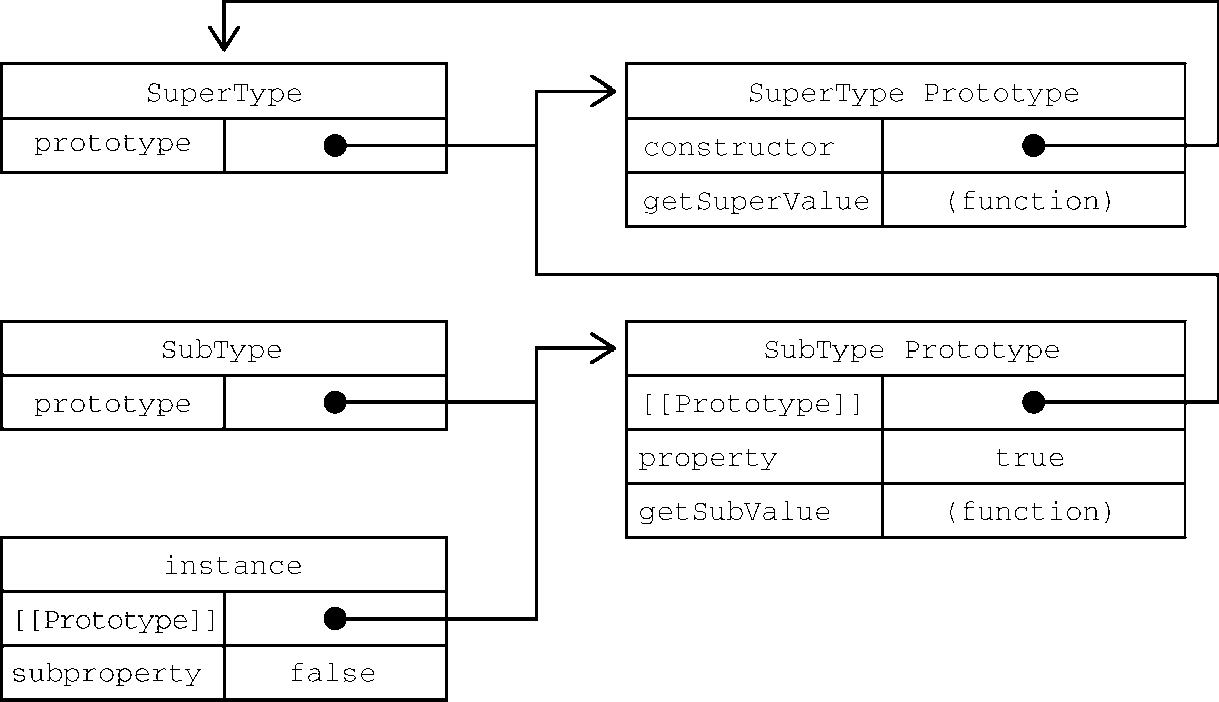 SuperType
prototype
SuperType Prototype
constructor
getSuperValue (function)
SubType
prototype
SubType Prototype
[[Prototype]]
property true
getSubValue (function)
instance
[[Prototype]]
subproperty false